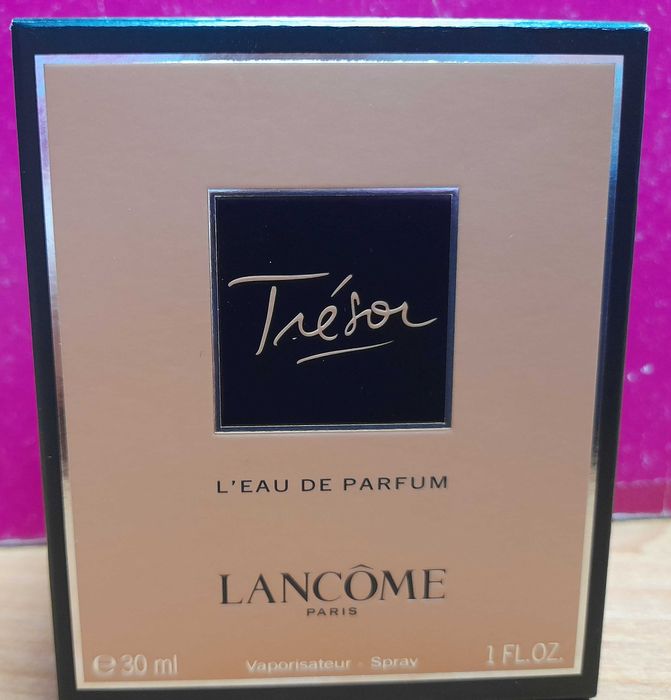 Trésor
L'EAU DE PARFUM
LANCÔME
PARIS
℮ 30 ml Vaporisateur - Spray 1 FL.OZ.